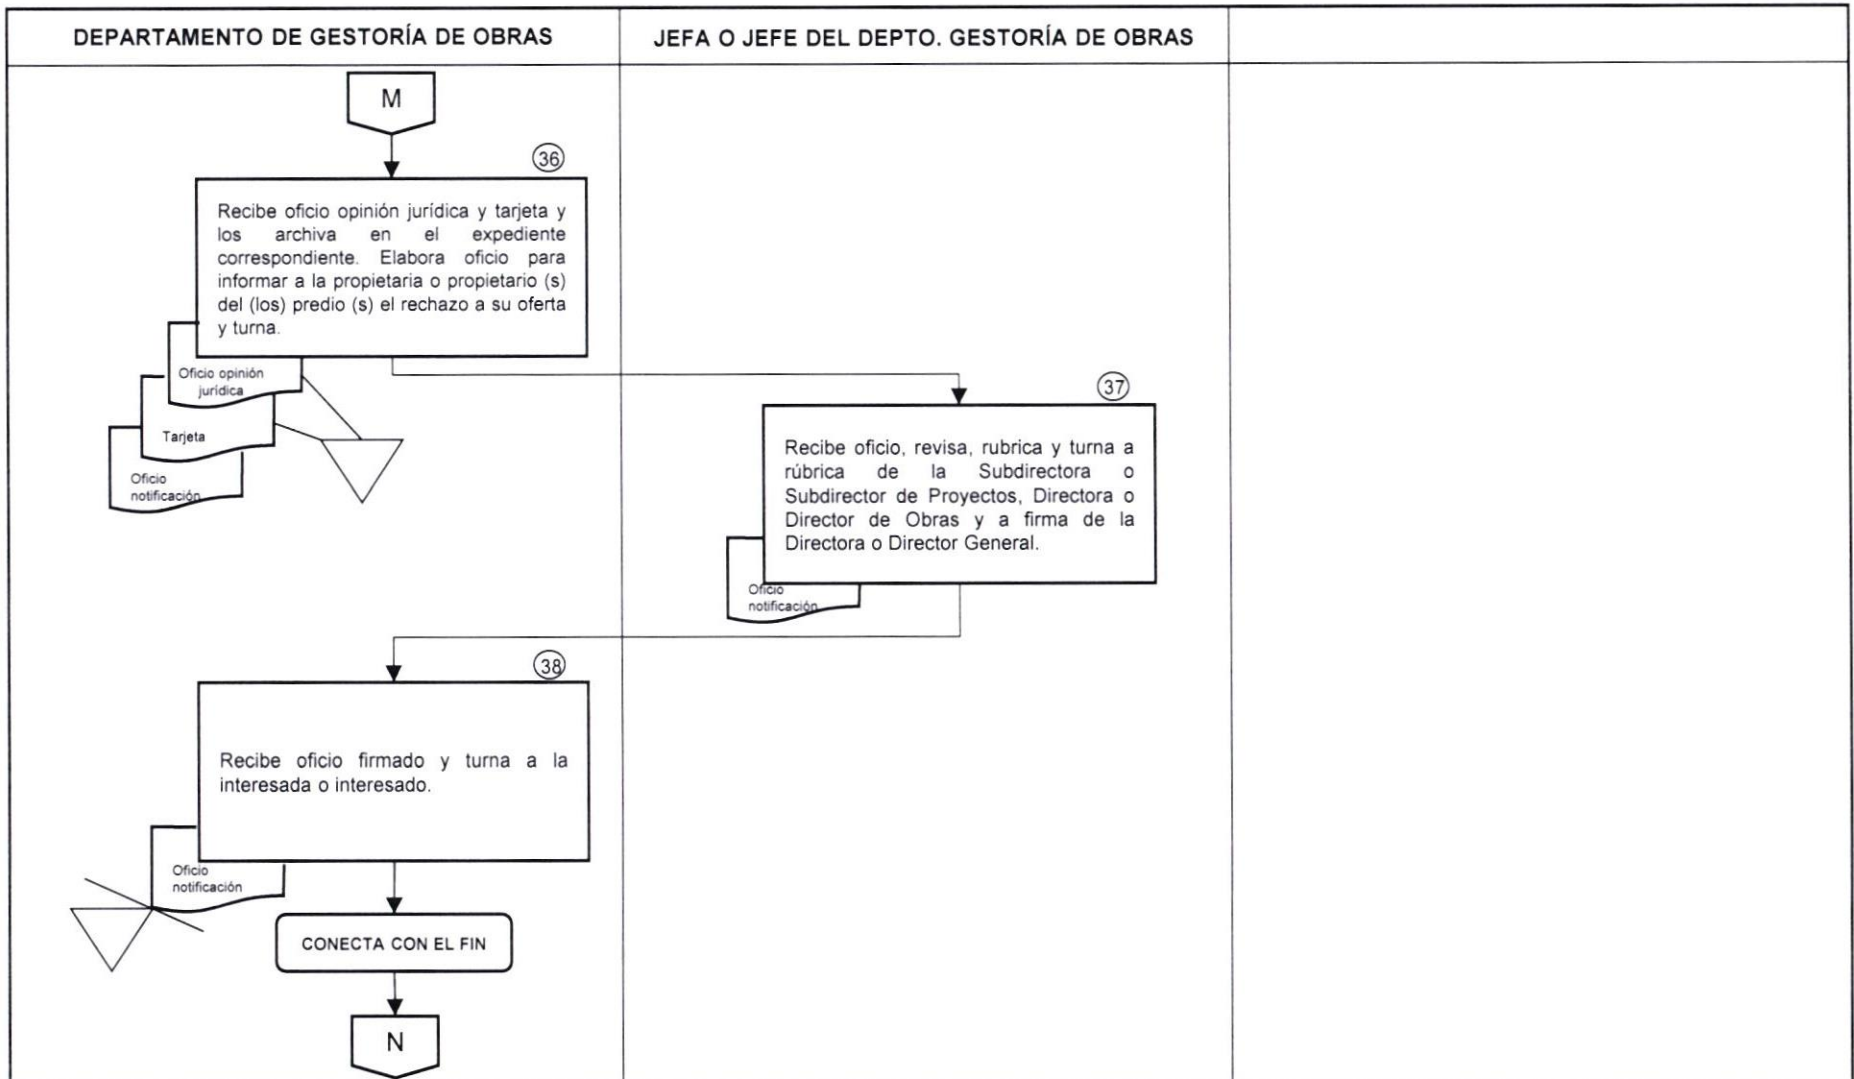 DEPARTAMENTO DE GESTORÍA DE OBRAS
JEFA O JEFE DEL DEPTO. GESTORÍA DE OBRAS
M
36
Recibe oficio opinión jurídica y tarjeta y
los archiva en el expediente
correspondiente. Elabora oficio para
informar a la propietaria o propietario (s)
del (los) predio (s) el rechazo a su oferta
y turna.
Oficio opinión
jurídica
Tarjeta
Oficio
notificación
37
Recibe oficio, revisa, rubrica y turna a
rúbrica de la Subdirectora o
Subdirector de Proyectos, Directora o
Director de Obras y a firma de la
Directora o Director General.
Oficio
notificación
38
Recibe oficio firmado y turna a la
interesada o interesado.
Oficio
notificación
CONECTA CON EL FIN
N